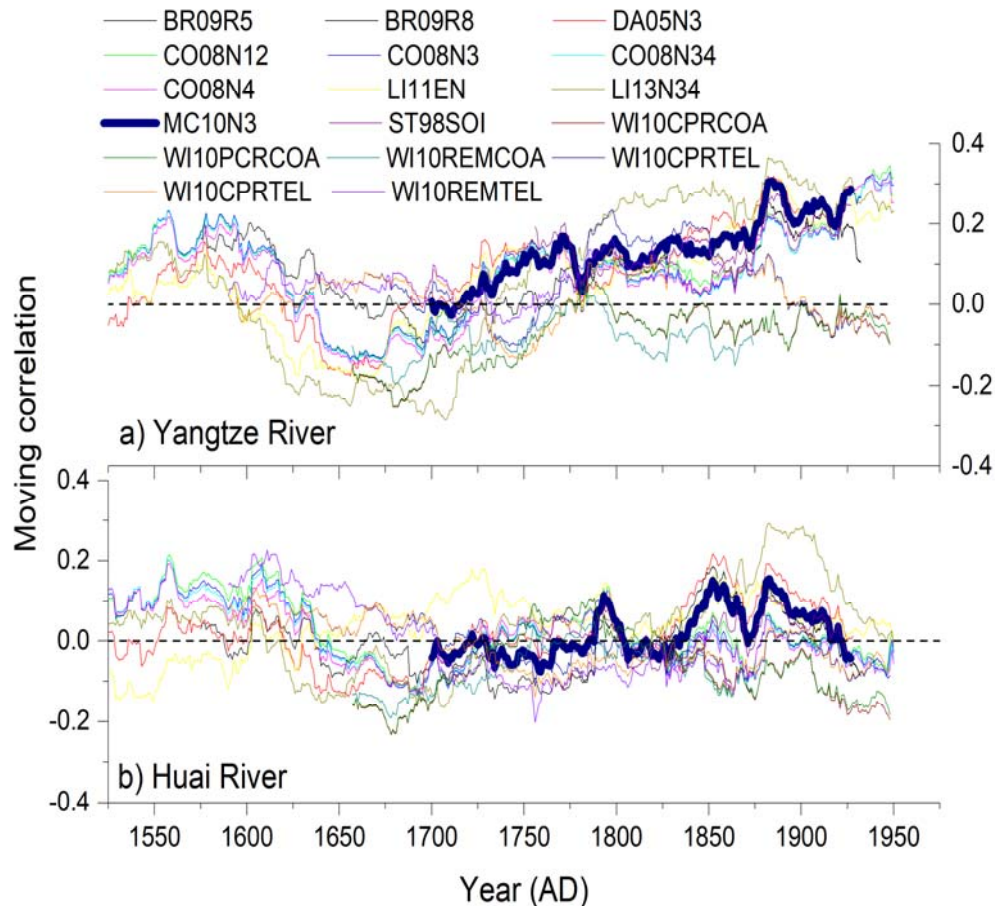 BR09R5 BR09R8 DA05N3
CO08N12 CO08N3 CO08N34
CO08N4 LI11EN LI13N34
MC10N3 ST98SOI WI10CPRCOA
WI10PCRCOA WI10REMCOA WI10CPRTEL
WI10CPRTEL WI10REMTEL
0.4
0.2
0.0
-0.2
-0.4
a) Yangtze River
Moving correlation
0.4
0.2
0.0
-0.2
-0.4
b) Huai River
1550 1600 1650 1700 1750 1800 1850 1900 1950
Year (AD)